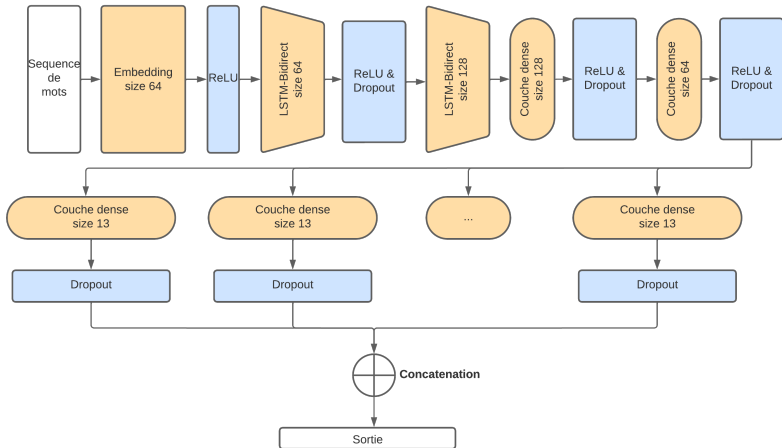 Sequence
de
mots
Embedding
size 64
ReLU
LSTM-Bidirect
size 64
ReLU &
Dropout
LSTM-Bidirect
size 128
Couche dense
size 128
ReLU &
Dropout
Couche dense
size 64
ReLU &
Dropout
Couche dense
size 13
Couche dense
size 13
...
Couche dense
size 13
Dropout
Dropout
Dropout
Concatenation
Sortie